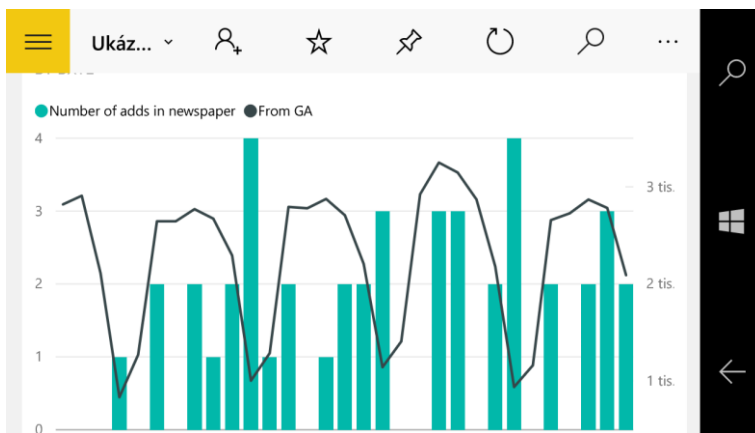 Ukáz...
Number of adds in newspaper From GA
4
3
2
1
0
3 tis.
2 tis.
1 tis.